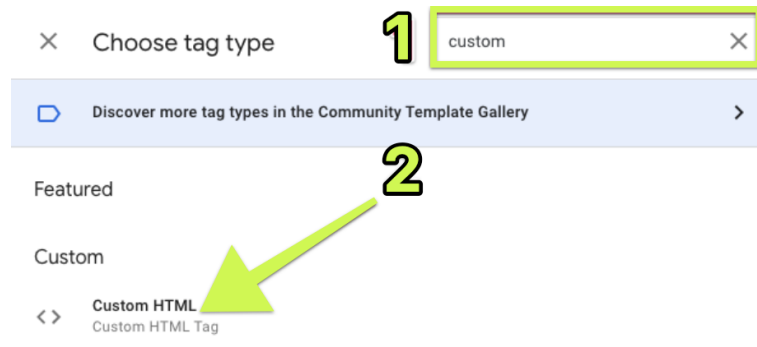 Choose tag type
1
custom
Discover more tag types in the Community Template Gallery
2
Featured
Custom
Custom HTML
Custom HTML Tag